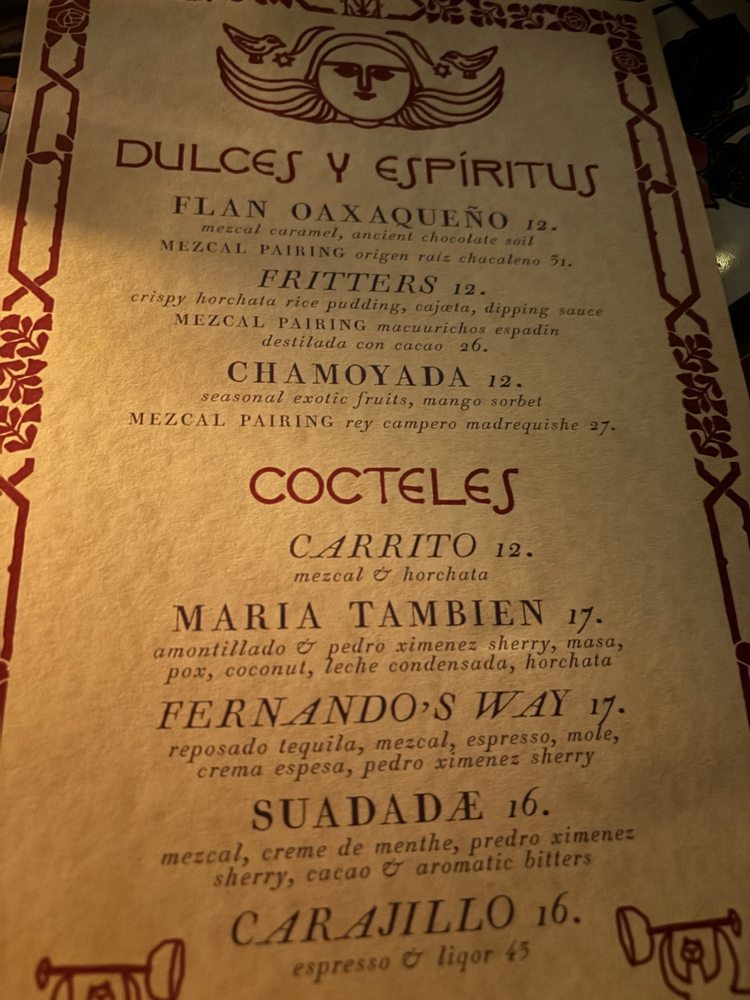 DULCES Y ESPÍRITUS
FLAN OAXAQUEÑO 12.
mezcal caramel, ancient chocolate soil
MEZCAL PAIRING origen raiz chacaleno 31.
FRITTERS 12.
crispy horchata rice pudding, cajæta, dipping sauce
MEZCAL PAIRING macuurichos espadin
destilada con cacao 26.
CHAMOYADA 12.
seasonal exotic fruits, mango sorbet
MEZCAL PAIRING rey campero madrequishe 27.
COCTELES
CARRITO 12.
mezcal & horchata
MARIA TAMBIEN 17.
amontillado & pedro ximenez sherry, masa,
pox, coconut, leche condensada, horchata
FERNANDO'S WAY 17.
reposado tequila, mezcal, espresso, mole,
crema espesa, pedro ximenez sherry
SUADADÆ 16.
mezcal, creme de menthe, predro ximenez
sherry, cacao & aromatic bitters
CARAJILLO 16.
espresso & liqor 43